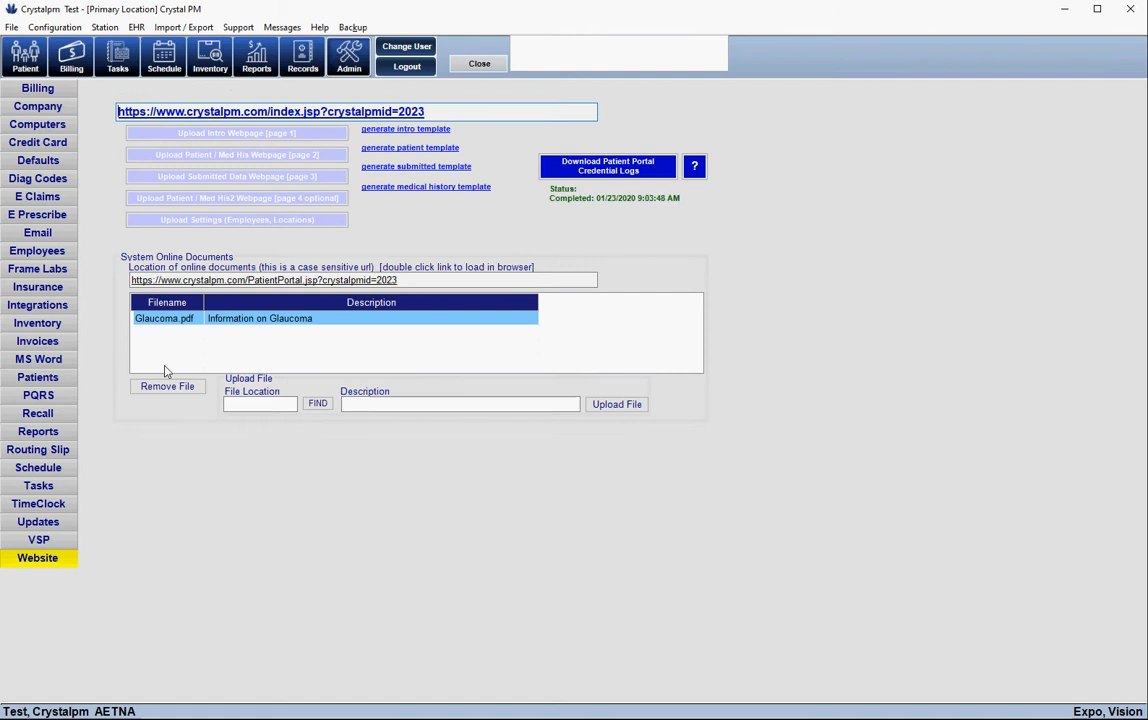 Crystalpm Test - [Primary Location] Crystal PM
File Configuration Station EHR Import / Export Support Messages Help Backup
Patient Billing Tasks Schedule Inventory Reports Records Admin
Change User
Logout
Close
Billing
Company
Computers
Credit Card
Defaults
Diag Codes
E Claims
E Prescribe
Email
Employees
Frame Labs
Insurance
Integrations
Inventory
Invoices
MS Word
Patients
PQRS
Recall
Reports
Routing Slip
Schedule
Tasks
TimeClock
Updates
VSP
Website
https://www.crystalpm.com/index.jsp?crystalpmid=2023
Upload Intro Webpage [page 1] generate intro template
Upload Patient / Med His Webpage [page 2] generate patient template
Upload Submitted Data Webpage [page 3] generate submitted template
Upload Patient / Med His2 Webpage [page 4 optional] generate medical history template
Upload Settings (Employees, Locations)
Download Patient Portal
Credential Logs
?
Status:
Completed: 01/23/2020 9:03:48 AM
System Online Documents
Location of online documents (this is a case sensitive url) [double click link to load in browser]
https://www.crystalpm.com/PatientPortal.jsp?crystalpmid=2023
Filename Description
Glaucoma.pdf Information on Glaucoma
Remove File
Upload File
File Location Description
FIND Upload File
Test, Crystalpm AETNA Expo, Vision